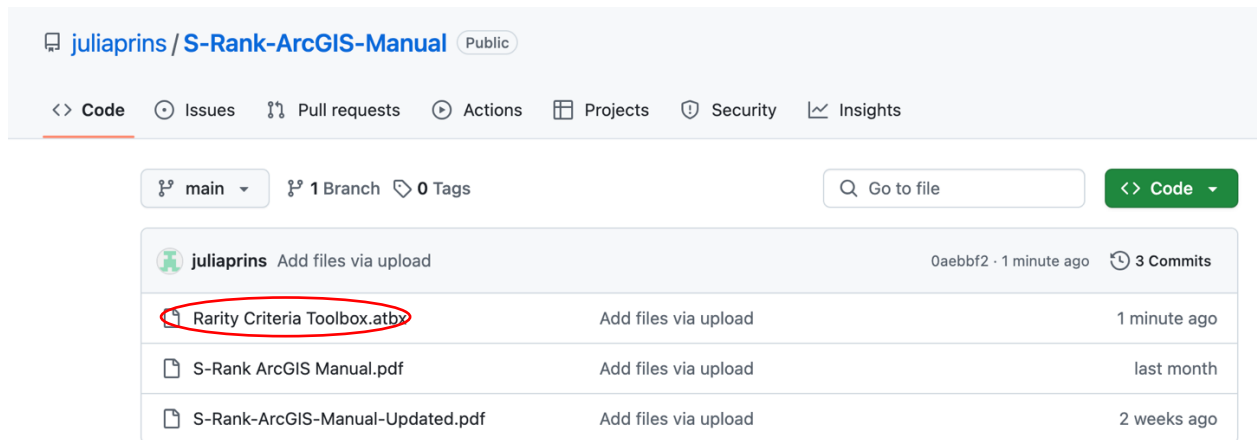 juliaprins / S-Rank-ArcGIS-Manual Public
Code Issues Pull requests Actions Projects Security Insights
main 1 Branch 0 Tags Go to file Code
juliaprins Add files via upload 0aebbf2 · 1 minute ago 3 Commits
Rarity Criteria Toolbox.atbx Add files via upload 1 minute ago
S-Rank ArcGIS Manual.pdf Add files via upload last month
S-Rank-ArcGIS-Manual-Updated.pdf Add files via upload 2 weeks ago